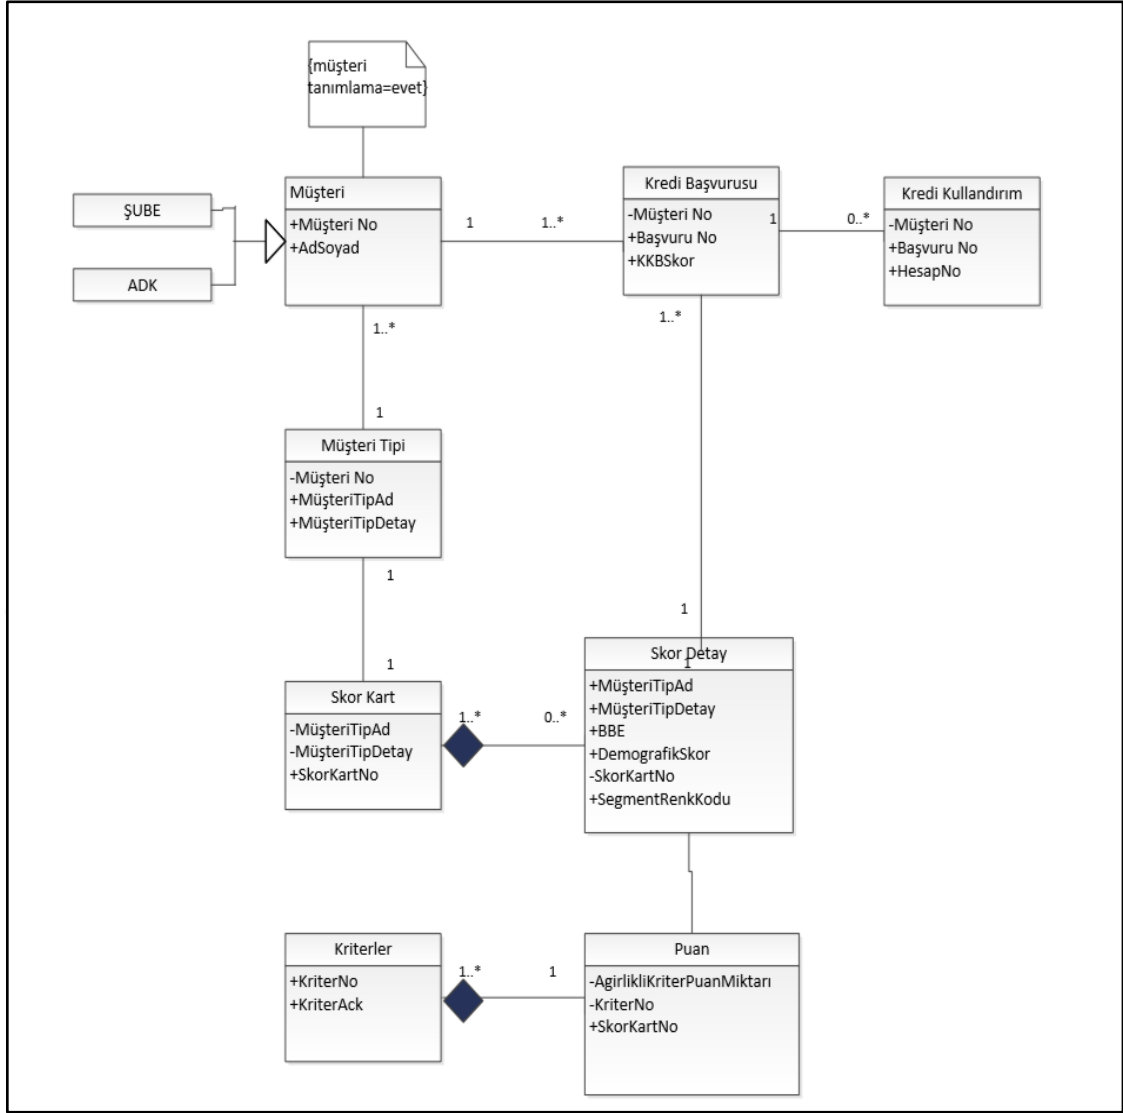 {müşteri
tanımlama=evet}
ŞUBE
ADK
Müşteri
+Müşteri No
+AdSoyad
1
1..*
Kredi Başvurusu
-Müşteri No
+Başvuru No
+KKBSkor
1
0..*
Kredi Kullandırım
-Müşteri No
+Başvuru No
+HesapNo
1..*
1..*
1
Müşteri Tipi
-Müşteri No
+MüşteriTipAd
+MüşteriTipDetay
1
1
1
Skor Kart
-MüşteriTipAd
-MüşteriTipDetay
+SkorKartNo
1..*
0..*
Skor Detay
1
+MüşteriTipAd
+MüşteriTipDetay
+BBE
+DemografikSkor
-SkorKartNo
+SegmentRenkKodu
Kriterler
+KriterNo
+KriterAck
1..*
1
Puan
-AgirlikliKriterPuanMiktarı
-KriterNo
+SkorKartNo